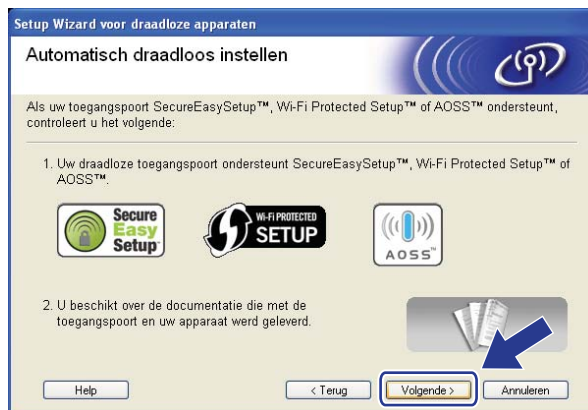 Setup Wizard voor draadloze apparaten
Automatisch draadloos instellen
Als uw toegangspoort SecureEasySetup™, Wi-Fi Protected Setup™ of AOSS™ ondersteunt,
controleert u het volgende:
1. Uw draadloze toegangspoort ondersteunt SecureEasySetup™, Wi-Fi Protected Setup™ of
AOSS™.
Secure
Easy
Setup™
WI-FI PROTECTED
SETUP
AOSS™
2. U beschikt over de documentatie die met de
toegangspoort en uw apparaat werd geleverd.
Help
< Terug
Volgende >
Annuleren